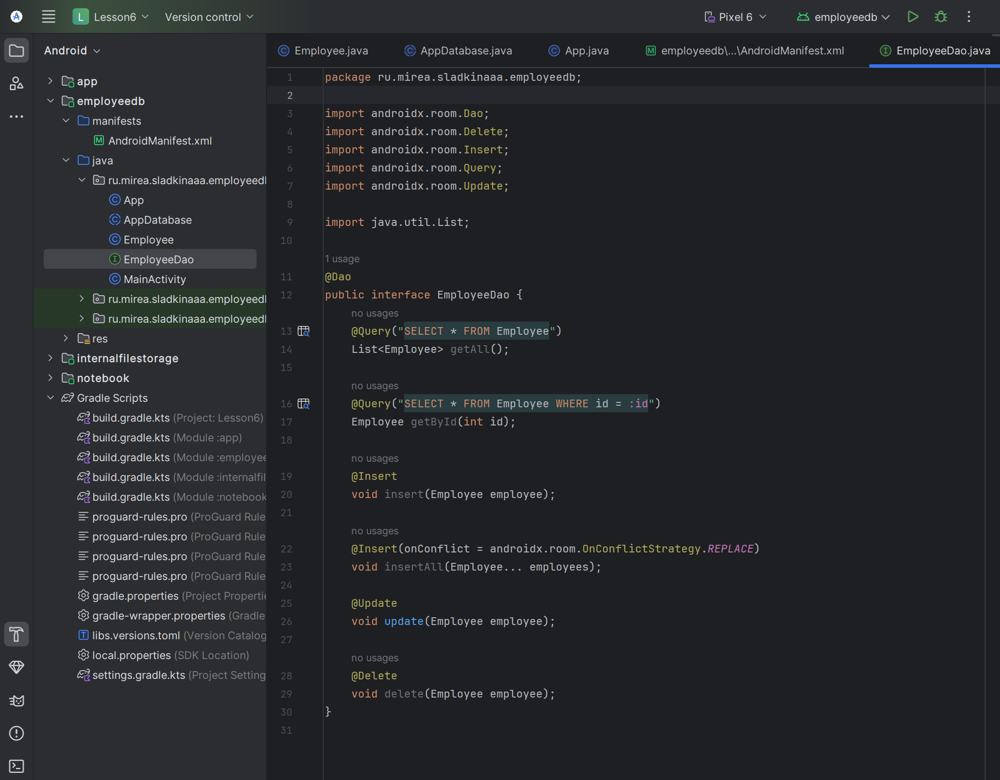 L Lesson6 Version control Pixel 6 employeedb
Android
app
employeedb
manifests
AndroidManifest.xml
java
ru.mirea.sladkinaaa.employeedb
App
AppDatabase
Employee
EmployeeDao
MainActivity
ru.mirea.sladkinaaa.employeedb
ru.mirea.sladkinaaa.employeedb
res
internalfilestorage
notebook
Gradle Scripts
build.gradle.kts (Project: Lesson6)
build.gradle.kts (Module :app)
build.gradle.kts (Module :employee
build.gradle.kts (Module :internalfil
build.gradle.kts (Module :notebook
proguard-rules.pro (ProGuard Rule
proguard-rules.pro (ProGuard Rule
proguard-rules.pro (ProGuard Rule
proguard-rules.pro (ProGuard Rule
gradle.properties (Project Propertie
gradle-wrapper.properties (Gradle
libs.versions.toml (Version Catalog
local.properties (SDK Location)
settings.gradle.kts (Project Setting
Employee.java AppDatabase.java App.java employeedb\...\AndroidManifest.xml EmployeeDao.java
1 package ru.mirea.sladkinaaa.employeedb;
2
3 import androidx.room.Dao;
4 import androidx.room.Delete;
5 import androidx.room.Insert;
6 import androidx.room.Query;
7 import androidx.room.Update;
8
9 import java.util.List;
10
1 usage
11 @Dao
12 public interface EmployeeDao {
no usages
13 @Query("SELECT * FROM Employee")
14 List<Employee> getAll();
15
no usages
16 @Query("SELECT * FROM Employee WHERE id = :id")
17 Employee getById(int id);
18
no usages
19 @Insert
20 void insert(Employee employee);
21
no usages
22 @Insert(onConflict = androidx.room.OnConflictStrategy.REPLACE)
23 void insertAll(Employee... employees);
24
25 @Update
26 void update(Employee employee);
27
no usages
28 @Delete
29 void delete(Employee employee);
30 }
31